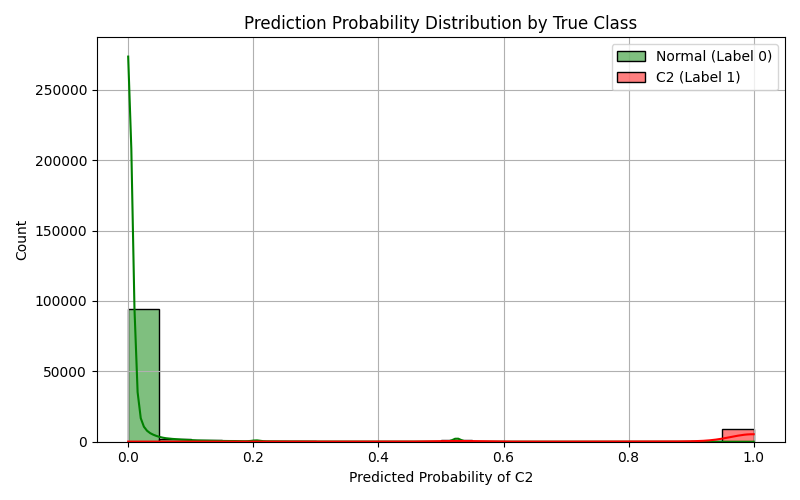 Prediction Probability Distribution by True Class
Normal (Label 0)
C2 (Label 1)
Count
250000
200000
150000
100000
50000
0
0.0 0.2 0.4 0.6 0.8 1.0
Predicted Probability of C2